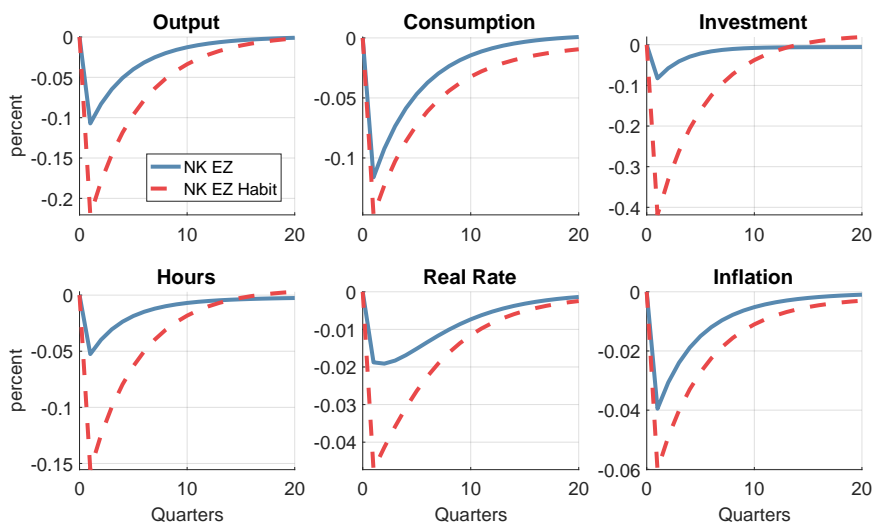 Output
Consumption
Investment
percent
0
-0.05
-0.1
-0.15
-0.2
0
-0.05
-0.1
0
-0.1
-0.2
-0.3
-0.4
NK EZ
NK EZ Habit
0 10 20
0 10 20
0 10 20
Hours
Real Rate
Inflation
percent
0
-0.05
-0.1
-0.15
0
-0.01
-0.02
-0.03
-0.04
0
-0.02
-0.04
-0.06
0 10 20
0 10 20
0 10 20
Quarters
Quarters
Quarters